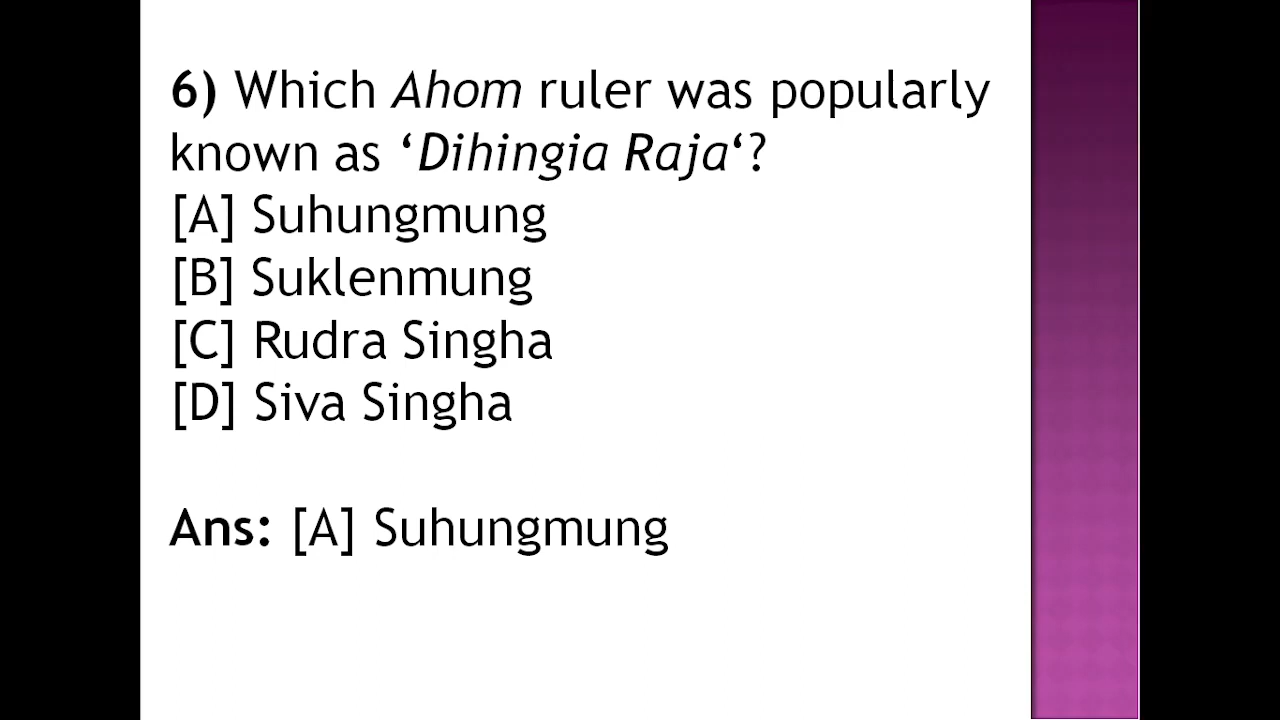 6) Which Ahom ruler was popularly
known as ‘Dihingia Raja‘?
[A] Suhungmung
[B] Suklenmung
[C] Rudra Singha
[D] Siva Singha
Ans: [A] Suhungmung